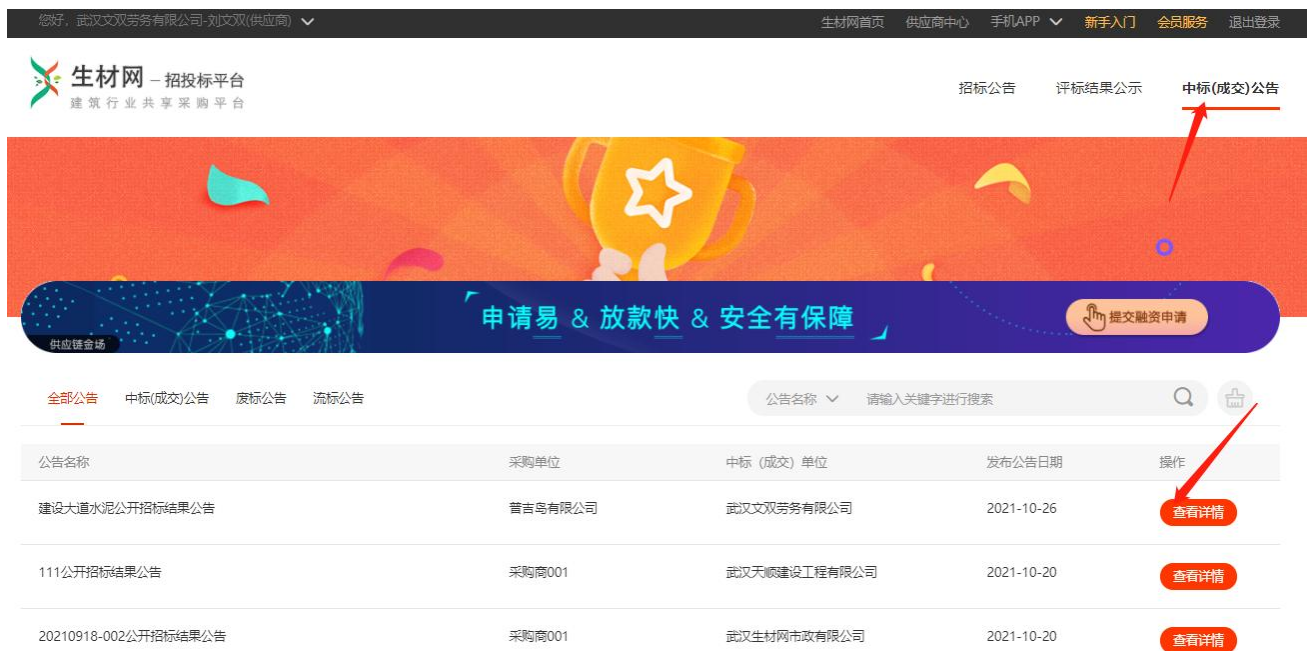 您好，武汉文双劳务有限公司-刘文双(供应商)
生材网首页 供应商中心 手机APP 新手入门 会员服务 退出登录
生材网 – 招投标平台
建筑行业共享采购平台
招标公告 评标结果公示 中标(成交)公告
申请易 & 放款快 & 安全有保障
提交融资申请
供应链金场
全部公告 中标(成交)公告 废标公告 流标公告
公告名称 请输入关键字进行搜索
公告名称 采购单位 中标（成交）单位 发布公告日期 操作
建设大道水泥公开招标结果公告 普吉岛有限公司 武汉文双劳务有限公司 2021-10-26 查看详情
111公开招标结果公告 采购商001 武汉天顺建设工程有限公司 2021-10-20 查看详情
20210918-002公开招标结果公告 采购商001 武汉生材网市政有限公司 2021-10-20 查看详情